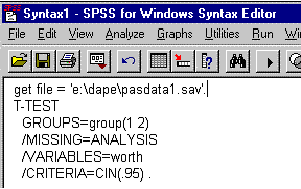 Syntax1 - SPSS for Windows Syntax Editor
File Edit View Analyze Graphs Utilities Run Window
get file = 'e:\dape\pasdata1.sav'.
T-TEST
GROUPS=group(1 2)
/MISSING=ANALYSIS
/VARIABLES=worth
/CRITERIA=CIN(.95) .